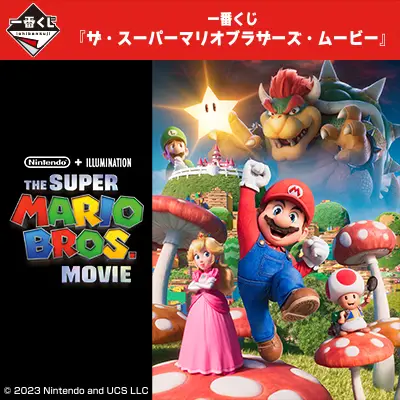 一番くじ
ichibankuji
一番くじ
『ザ・スーパーマリオブラザーズ・ムービー』
Nintendo + ILLUMINATION
THE SUPER
MARIO
BROS.
MOVIE
© 2023 Nintendo and UCS LLC